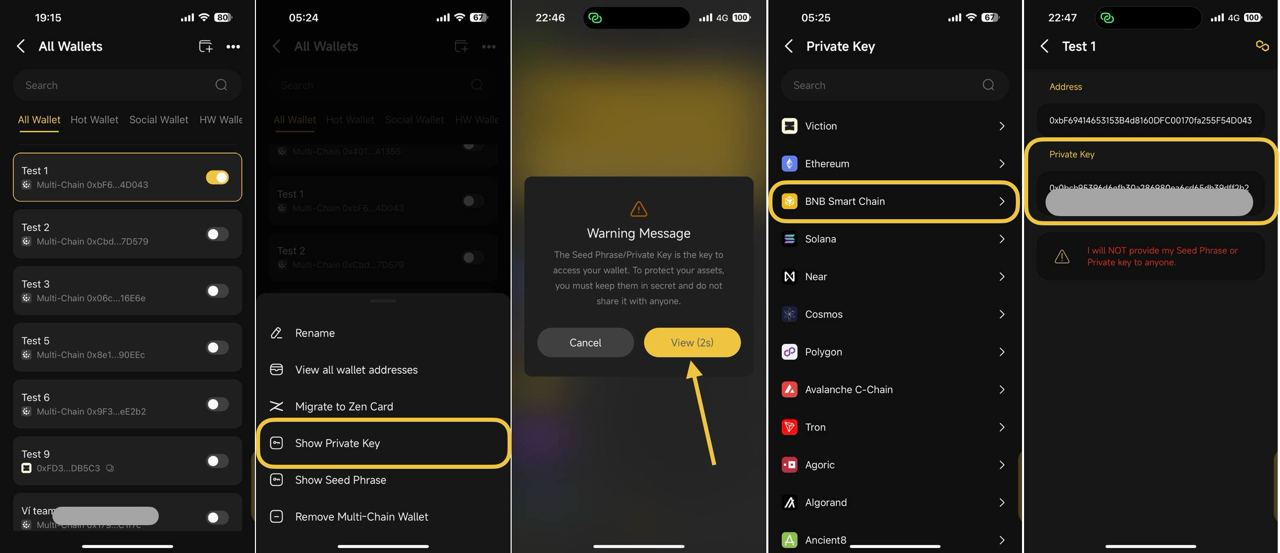 19:15
80
All Wallets
Search
All Wallet Hot Wallet Social Wallet HW Walle
Test 1
Multi-Chain 0xbF6...4D043
Test 2
Multi-Chain 0xCbd...7D579
Test 3
Multi-Chain 0x06c...16E6e
Test 5
Multi-Chain 0x8e1...90EEc
Test 6
Multi-Chain 0x9F3...eE2b2
Test 9
0xFD3...DB5C3
Ví team
05:24
67
All Wallets
Search
All Wallet Hot Wallet Social Wallet HW Walle
Multi-Chain 0x401...A1355
Test 1
Multi-Chain 0xbF6...4D043
Test 2
Multi-Chain 0xCbd...7D579
Rename
View all wallet addresses
Migrate to Zen Card
Show Private Key
Show Seed Phrase
Remove Multi-Chain Wallet
22:46
4G 100
Warning Message
The Seed Phrase/Private Key is the key to
access your wallet. To protect your assets,
you must keep them in secret and do not
share it with anyone.
Cancel
View (2s)
05:25
67
Private Key
Search
Viction
Ethereum
BNB Smart Chain
Solana
Near
Cosmos
Polygon
Avalanche C-Chain
Tron
Agoric
Algorand
Ancient8
22:47
4G 100
Test 1
Address
0xbF69414653153B4d8160DFC00170fa255F54D043
Private Key
I will NOT provide my Seed Phrase or
Private key to anyone.